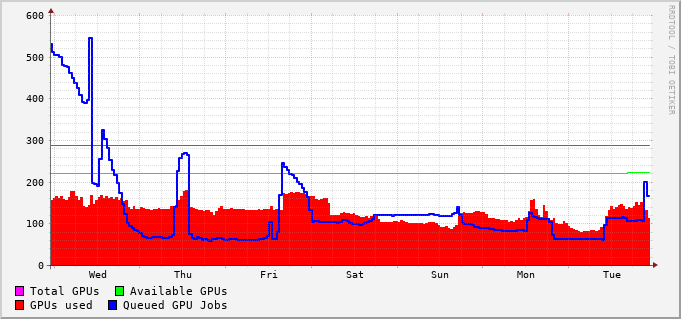 600
500
400
300
200
100
0
Wed Thu Fri Sat Sun Mon Tue
Total GPUs Available GPUs
GPUs used Queued GPU Jobs
RRDTOOL / TOBI OETIKER